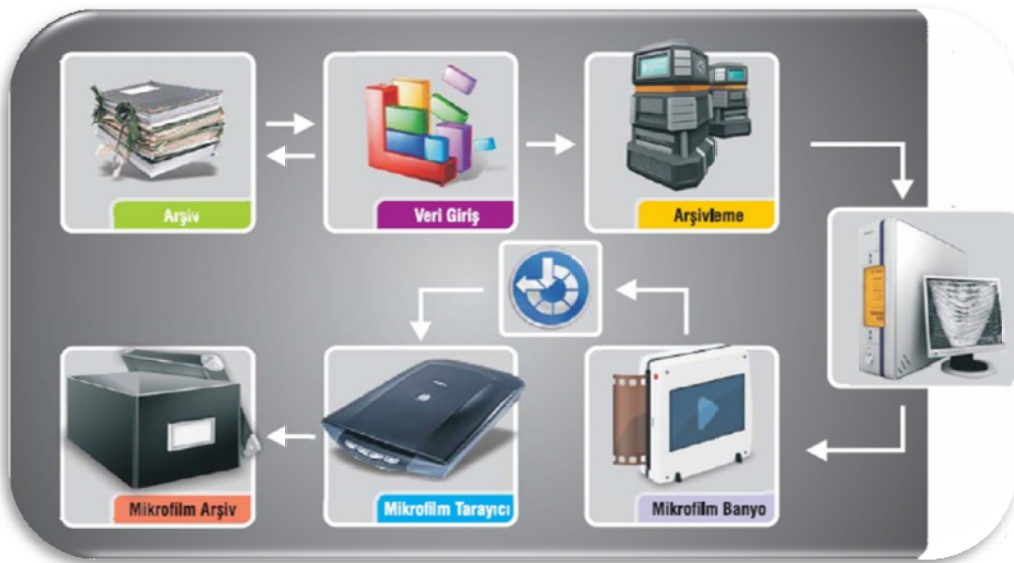 Arşiv
Veri Giriş
Arşivleme
Mikrofilm Arşiv
Mikrofilm Tarayıcı
Mikrofilm Banyo